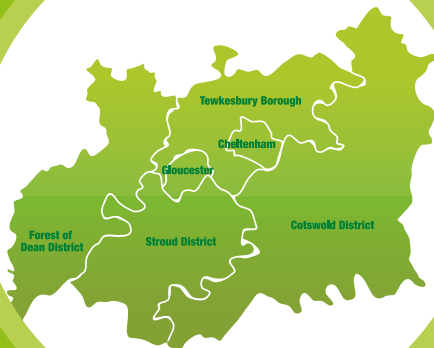 Tewkesbury Borough
Cheltenham
Gloucester
Forest of
Dean District
Stroud District
Cotswold District